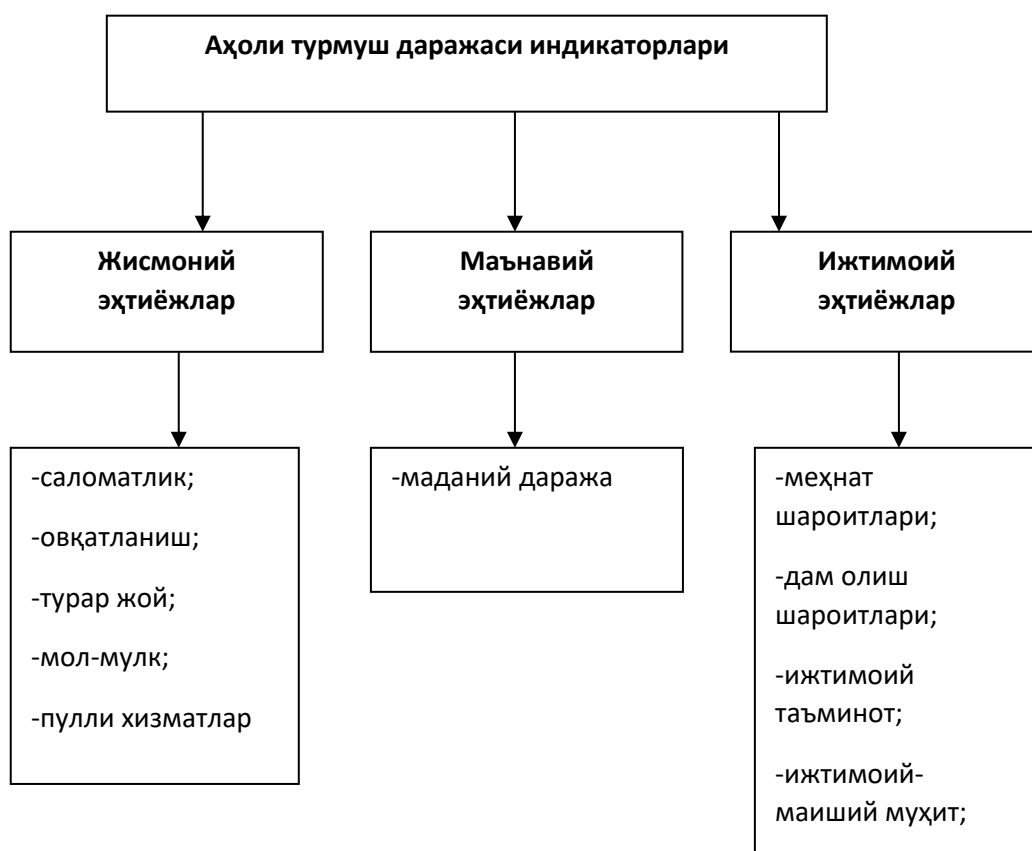 Аҳоли турмуш даражаси индикаторлари
Жисмоний
эҳтиёжлар
Маънавий
эҳтиёжлар
Ижтимоий
эҳтиёжлар
-саломатлик;
-овқатланиш;
-турар жой;
-мол-мулк;
-пулли хизматлар
-маданий даража
-меҳнат
шароитлари;
-дам олиш
шароитлари;
-ижтимоий
таъминот;
-ижтимоий-
маиший муҳит;